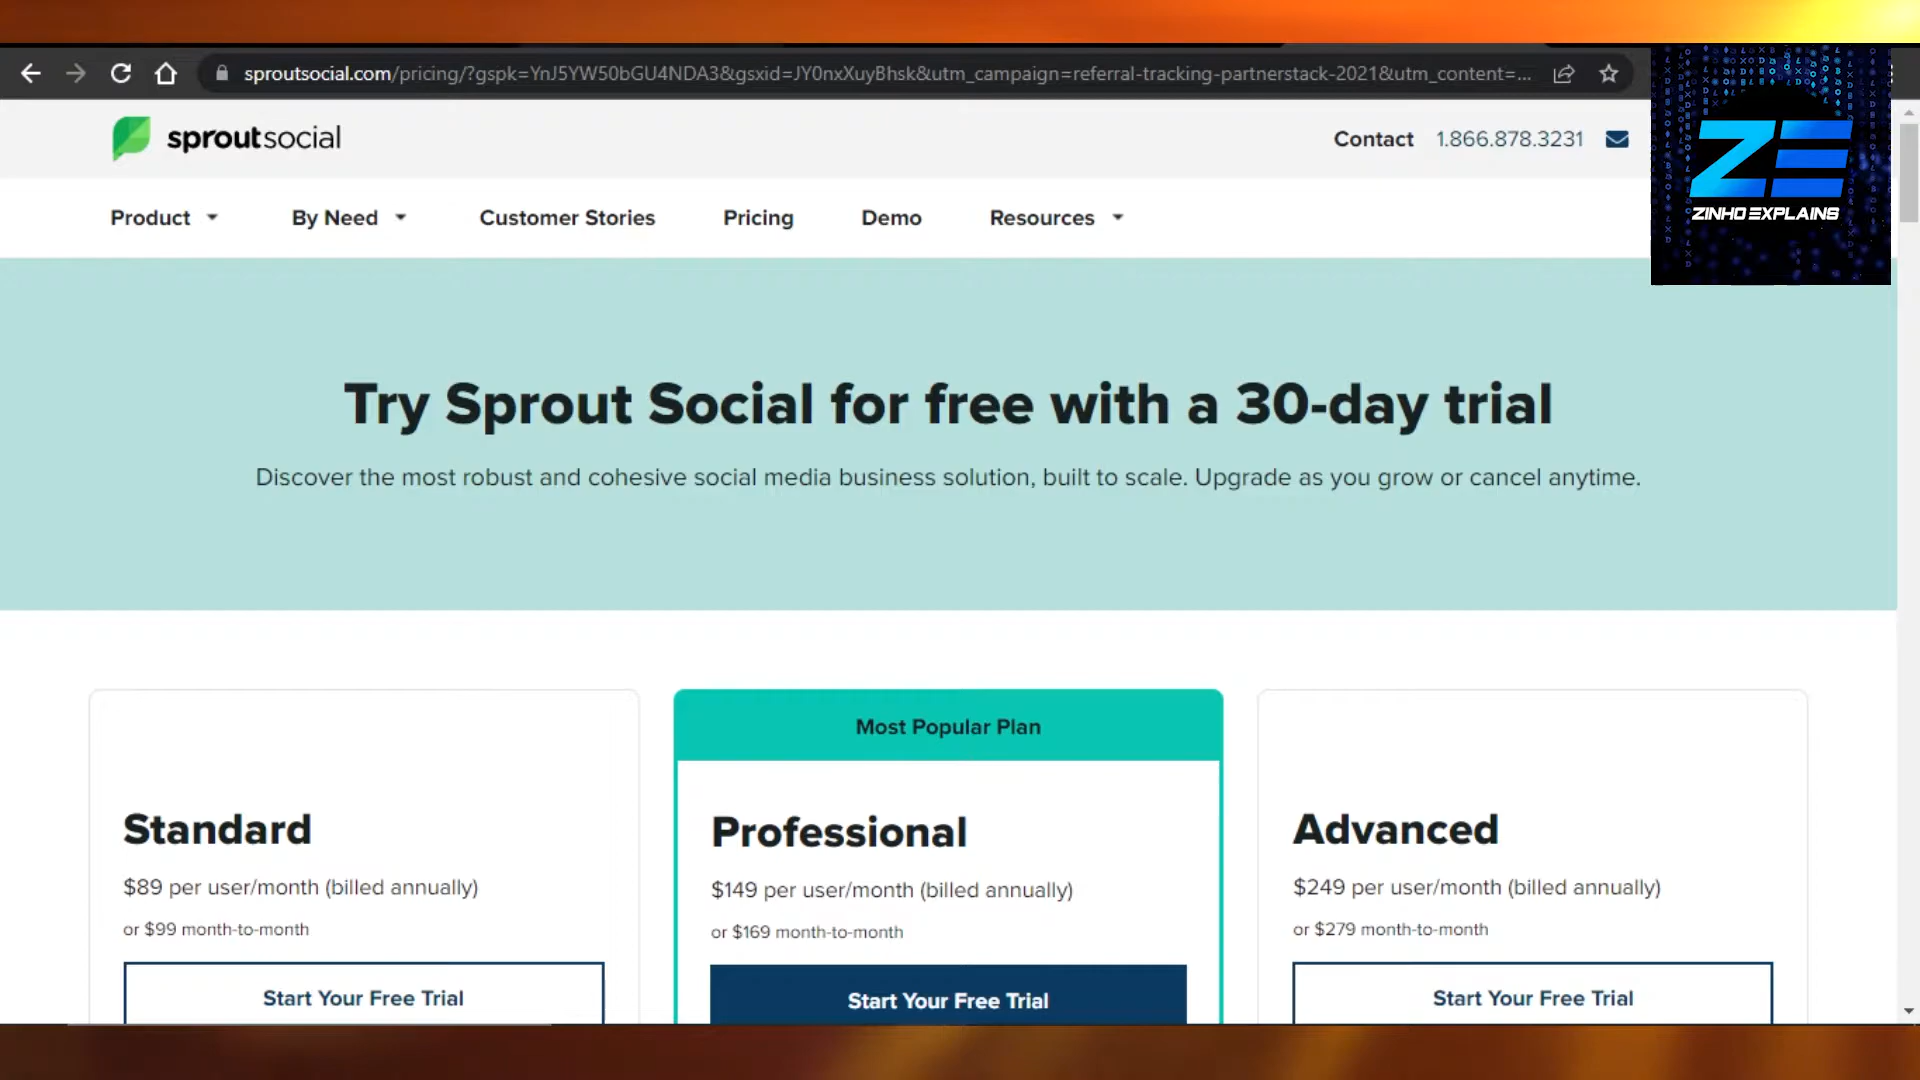 sproutsocial.com/pricing/?gspk=YnJ5YW50bGU4NDA3&gsxid=JY0nxXuyBhsk&utm_campaign=referral-tracking-partnerstack-2021&utm_content=...
sproutsocial
Contact 1.866.878.3231
ZE
ZINHO EXPLAINS
Product By Need Customer Stories Pricing Demo Resources
Try Sprout Social for free with a 30-day trial
Discover the most robust and cohesive social media business solution, built to scale. Upgrade as you grow or cancel anytime.
Standard
$89 per user/month (billed annually)
or $99 month-to-month
Start Your Free Trial
Most Popular Plan
Professional
$149 per user/month (billed annually)
or $169 month-to-month
Start Your Free Trial
Advanced
$249 per user/month (billed annually)
or $279 month-to-month
Start Your Free Trial